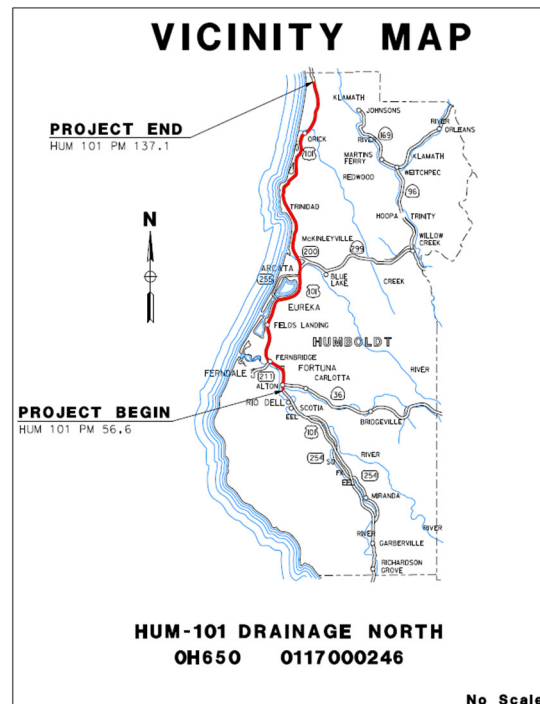 VICINITY MAP
KLAMATH
JOHNSONS
PROJECT END
HUM 101 PM 137.1
RIVER
ORLEANS
ORICK
101
RIVER
169
MARTINS
FERRY
KLAMATH
REDWOOD
WEITCHPEC
96
TRINIDAD
HOOPA
TRINITY
N
WILLOW
CREEK
McKINLEYVILLE
299
200
ARCATA
255
BLUE
LAKE
CREEK
101
EUREKA
FIELDS LANDING
HUMBOLDT
FERNBRIDGE
FORTUNA
RIVER
FERNDALE
211
CARLOTTA
ALTON
36
PROJECT BEGIN
HUM 101 PM 56.6
RIO DELL
SCOTIA
EEL
BRIDGEVILLE
101
254
SO
RIVER
FK
EEL
254
MIRANDA
RIVER
RIVER
GARBERVILLE
RICHARDSON
GROVE
HUM-101 DRAINAGE NORTH
0H650 0117000246
No Scale